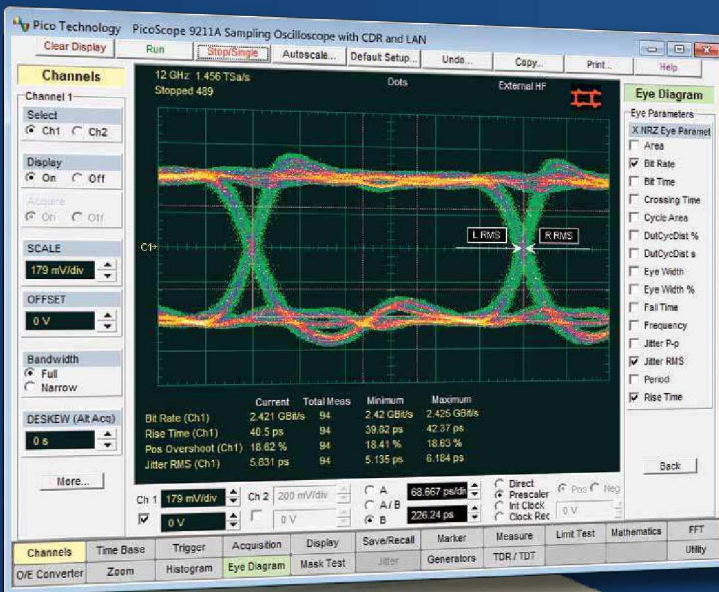 Pico Technology PicoScope 9211A Sampling Oscilloscope with CDR and LAN
Clear Display Run Stop/Single Autoscale... Default Setup... Undo... Copy... Print... Help
Channels
Channel 1
Select
Ch1 Ch2
Display
On Off
Acquire
On Off
SCALE
179 mV/div
OFFSET
0 V
Bandwidth
Full
Narrow
DESKEW (Alt Acq)
0 s
More...
12 GHz 1.456 TSa/s
Stopped 489
Dots
External HF
C1
L RMS R RMS
Current Total Meas Minimum Maximum
Bit Rate (Ch1) 2.421 GBit/s 94 2.42 GBit/s 2.425 GBit/s
Rise Time (Ch1) 40.5 ps 94 39.82 ps 42.37 ps
Pos Overshoot (Ch1) 18.62 % 94 18.41 % 18.63 %
Jitter RMS (Ch1) 5.831 ps 94 5.135 ps 6.184 ps
Eye Diagram
Eye Parameters
X NRZ Eye Paramet
Area
Bit Rate
Bit Time
Crossing Time
Cycle Area
DutCycDist %
DutCycDist s
Eye Width
Eye Width %
Fall Time
Frequency
Jitter P-p
Jitter RMS
Period
Rise Time
Back
Ch 1 179 mV/div Ch 2 200 mV/div A 68.667 ps/div Direct Pos Neg
A/B Prescaler
0 V 0 V B 226.24 ps Int Clock 0 V
Clock Rec
Channels Time Base Trigger Acquisition Display Save/Recall Marker Measure Limit Test Mathematics FFT
O/E Converter Zoom Histogram Eye Diagram Mask Test Jitter Generators TDR / TDT Utility